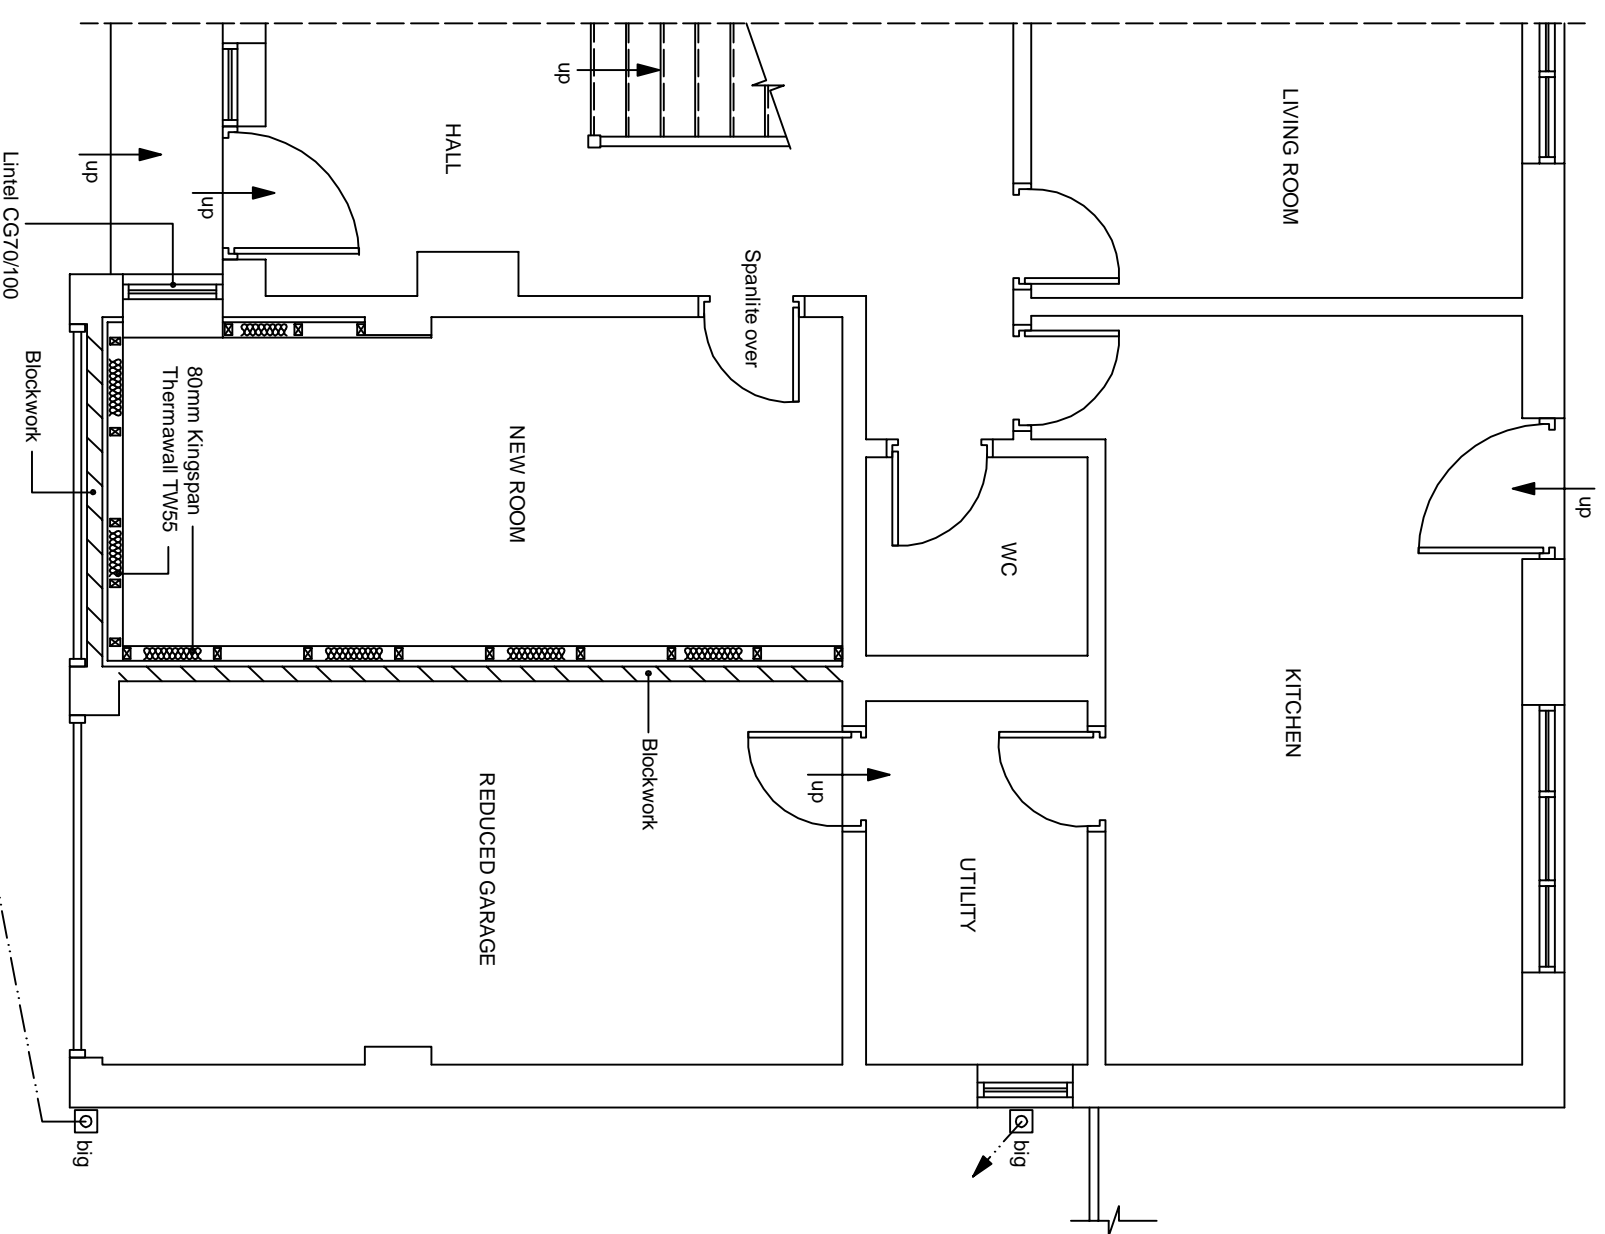 up
LIVING ROOM
KITCHEN
WC
big
UTILITY
up
Spanlite over
Blockwork
up
NEW ROOM
REDUCED GARAGE
HALL
up
80mm Kingspan
Thermawall TW55
up
big
Blockwork
Lintel CG70/100